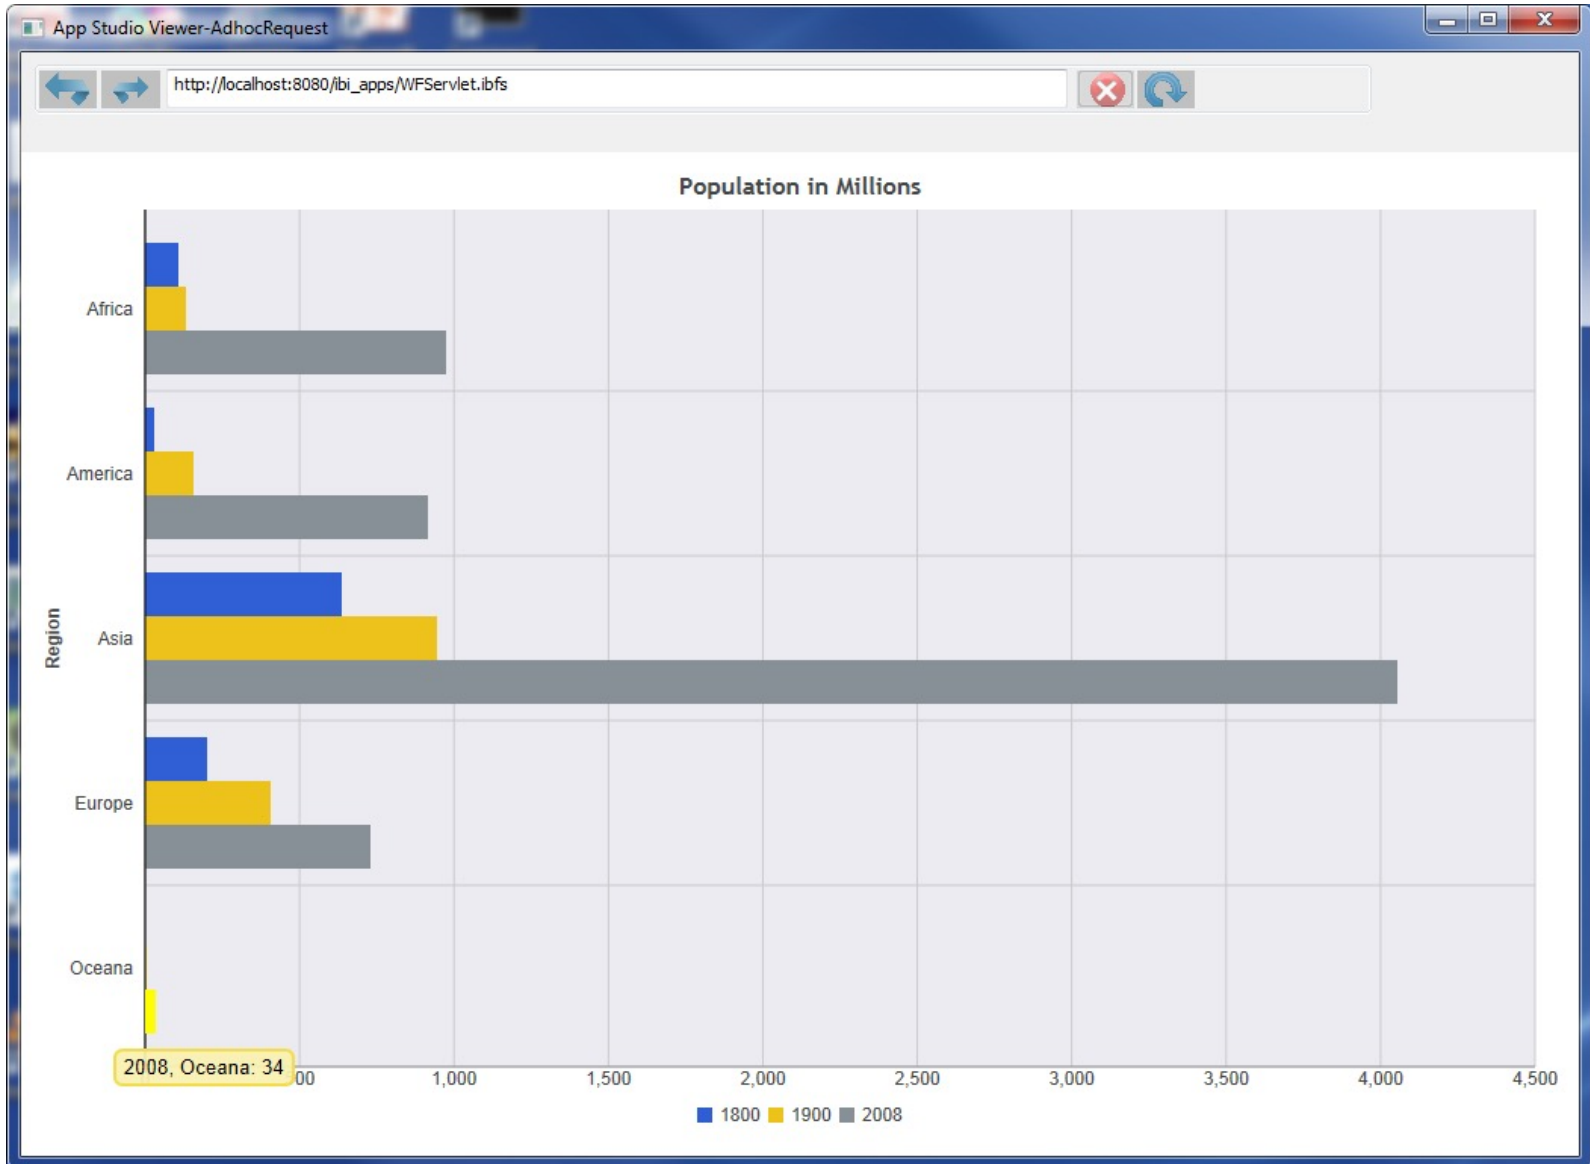 App Studio Viewer-AdhocRequest
http://localhost:8080/ibi_apps/WFServlet.ibfs
Population in Millions
Region
Africa
America
Asia
Europe
Oceana
2008, Oceana: 34
00 1,000 1,500 2,000 2,500 3,000 3,500 4,000 4,500
1800 1900 2008